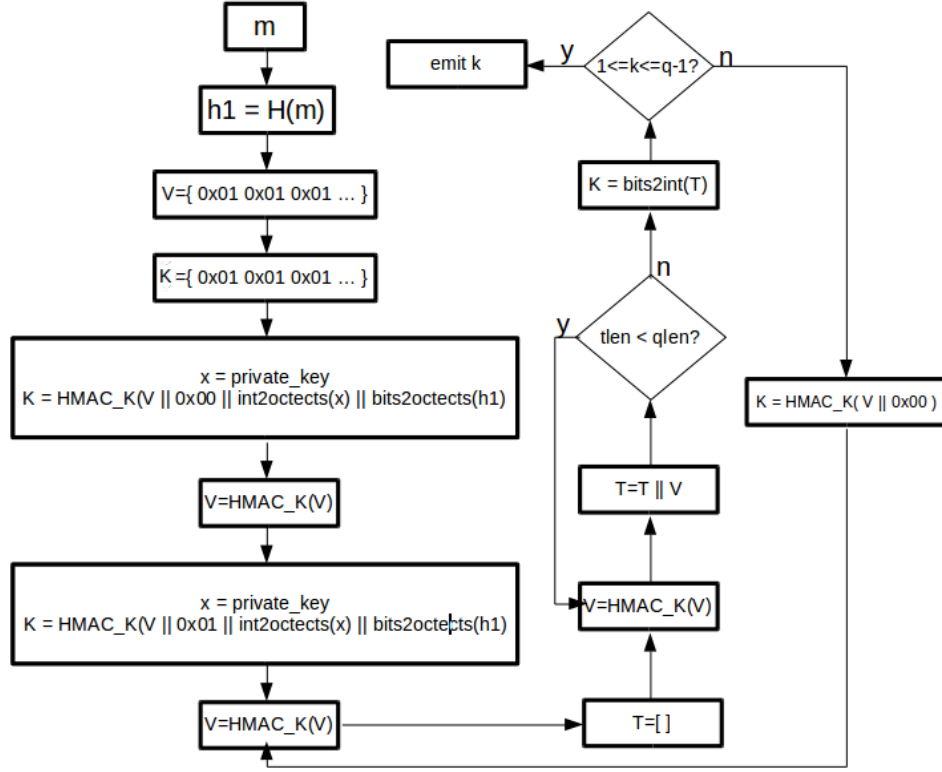 m
h1 = H(m)
V={ 0x01 0x01 0x01 ... }
K={ 0x01 0x01 0x01 ... }
x = private_key
K = HMAC_K(V || 0x00 || int2octects(x) || bits2octects(h1)
V=HMAC_K(V)
x = private_key
K = HMAC_K(V || 0x01 || int2octects(x) || bits2octects(h1)
V=HMAC_K(V)
T=[ ]
V=HMAC_K(V)
T=T || V
tlen < qlen?
y
n
K = bits2int(T)
1<=k<=q-1?
y
n
emit k
K = HMAC_K( V || 0x00 )